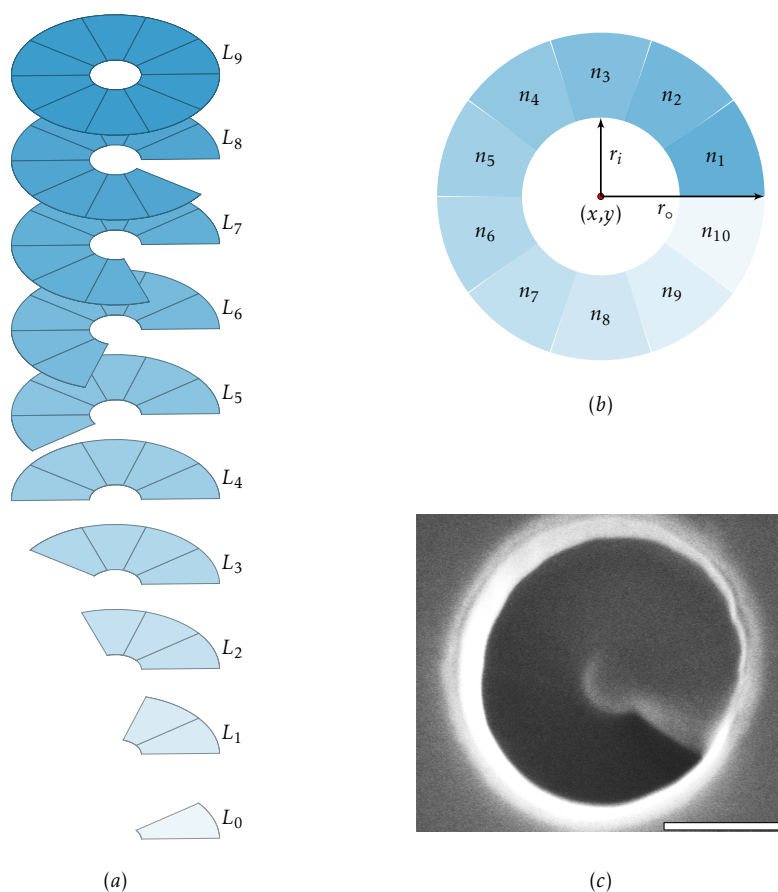 L₉
L₈
L₇
L₆
L₅
L₄
L₃
L₂
L₁
L₀
(a)
n₃
n₄ n₂
n₅ rᵢ n₁
(x,y) r₀
n₆ n₁₀
n₇ n₉
n₈
(b)
(c)